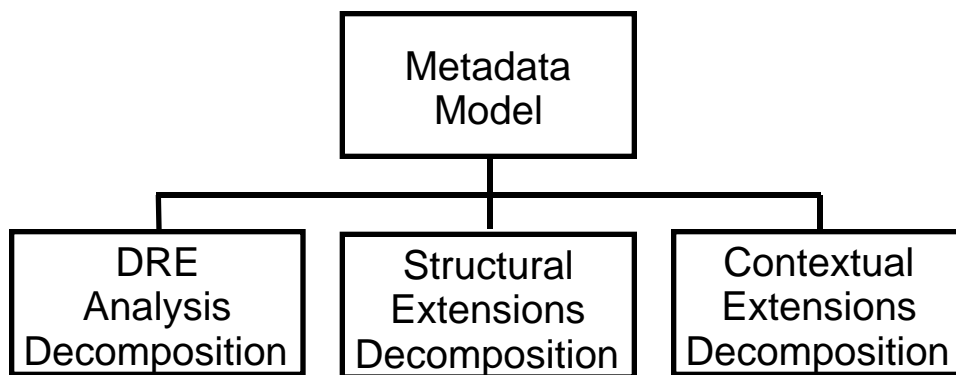 Metadata
Model
DRE
Analysis
Decomposition
Structural
Extensions
Decomposition
Contextual
Extensions
Decomposition